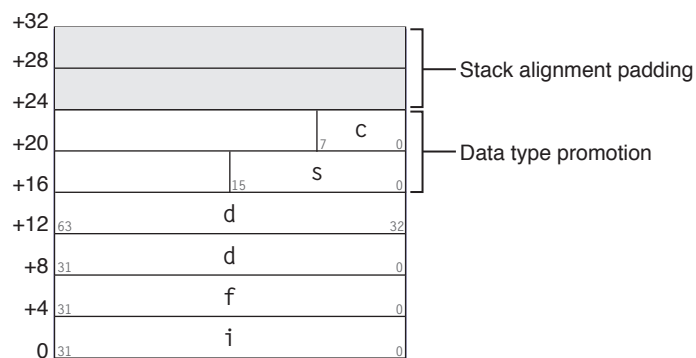 +32
+28
Stack alignment padding
+24
c
7 0
+20
Data type promotion
s
15 0
+16
d
+12 63 32
d
+8 31 0
f
+4 31 0
i
0 31 0